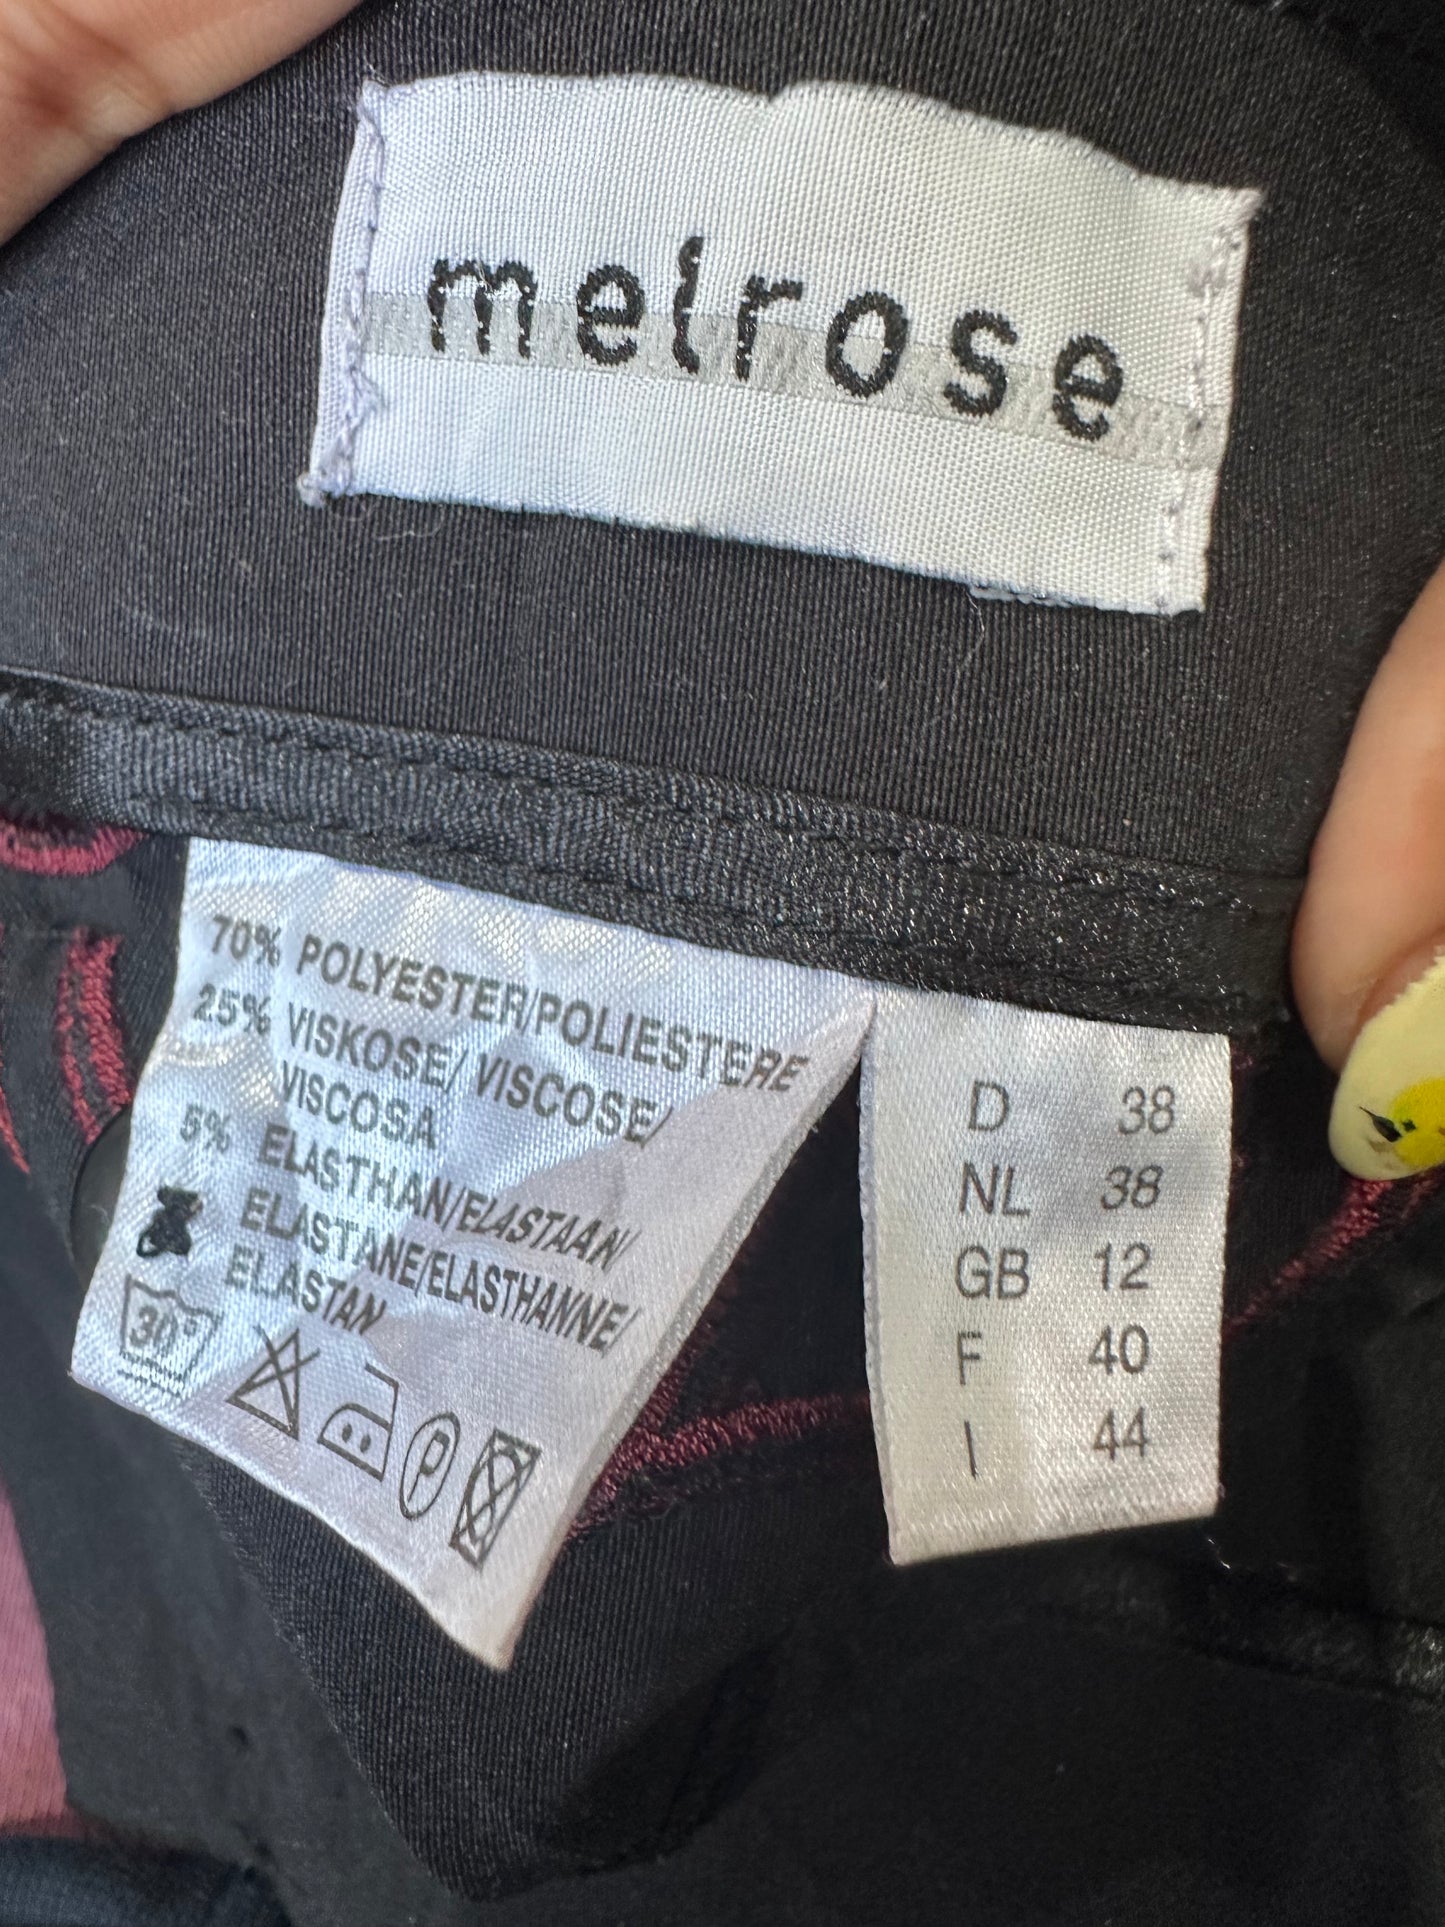 melrose
70% POLYESTER/POLIESTERE
25% VISKOSE/ VISCOSE/
VISCOSA
5% ELASTHAN/ELASTAAN/
ELASTANE/ELASTHANNE/
ELASTAN
30°
P
D 38
NL 38
GB 12
F 40
I 44